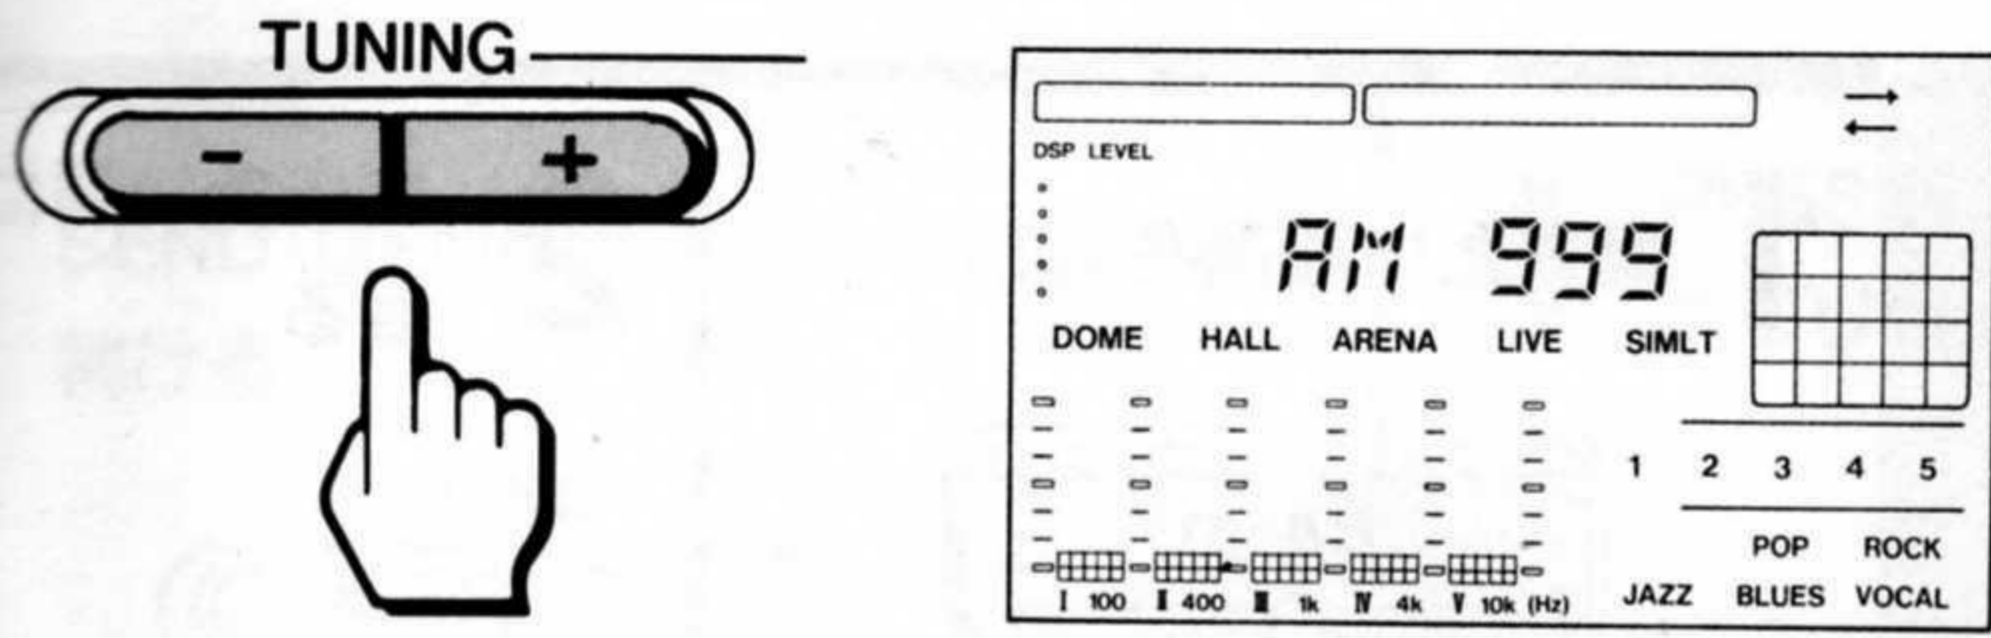 TUNING
- +
DSP LEVEL
AM 999
DOME HALL ARENA LIVE SIMLT
1 2 3 4 5
POP ROCK
JAZZ BLUES VOCAL
I 100 II 400 III 1k IV 4k V 10k (Hz)